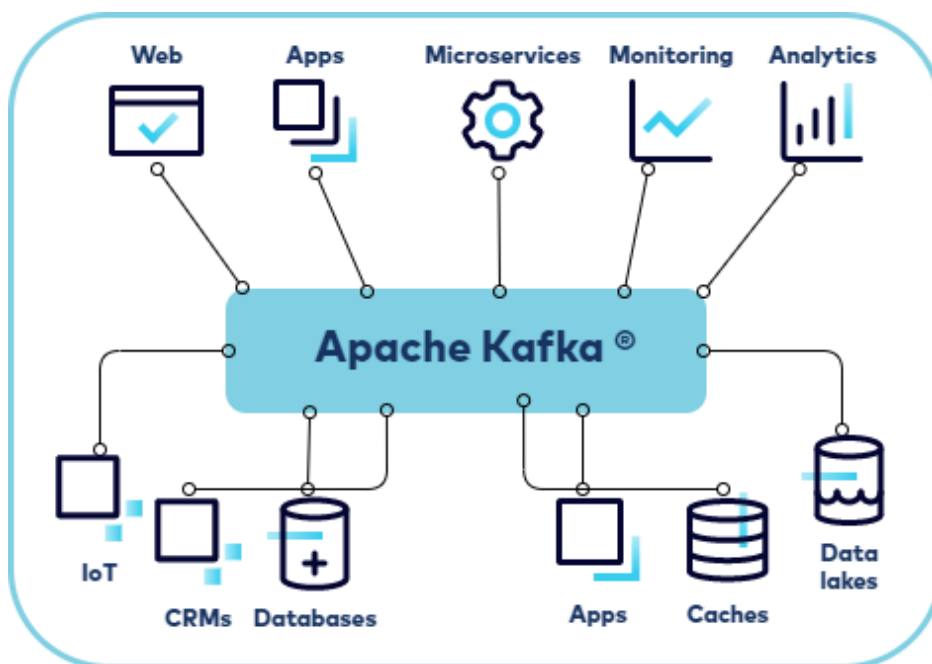 Web
Apps
Microservices
Monitoring
Analytics
Apache Kafka ®
IoT
CRMs
Databases
Apps
Caches
Data
lakes